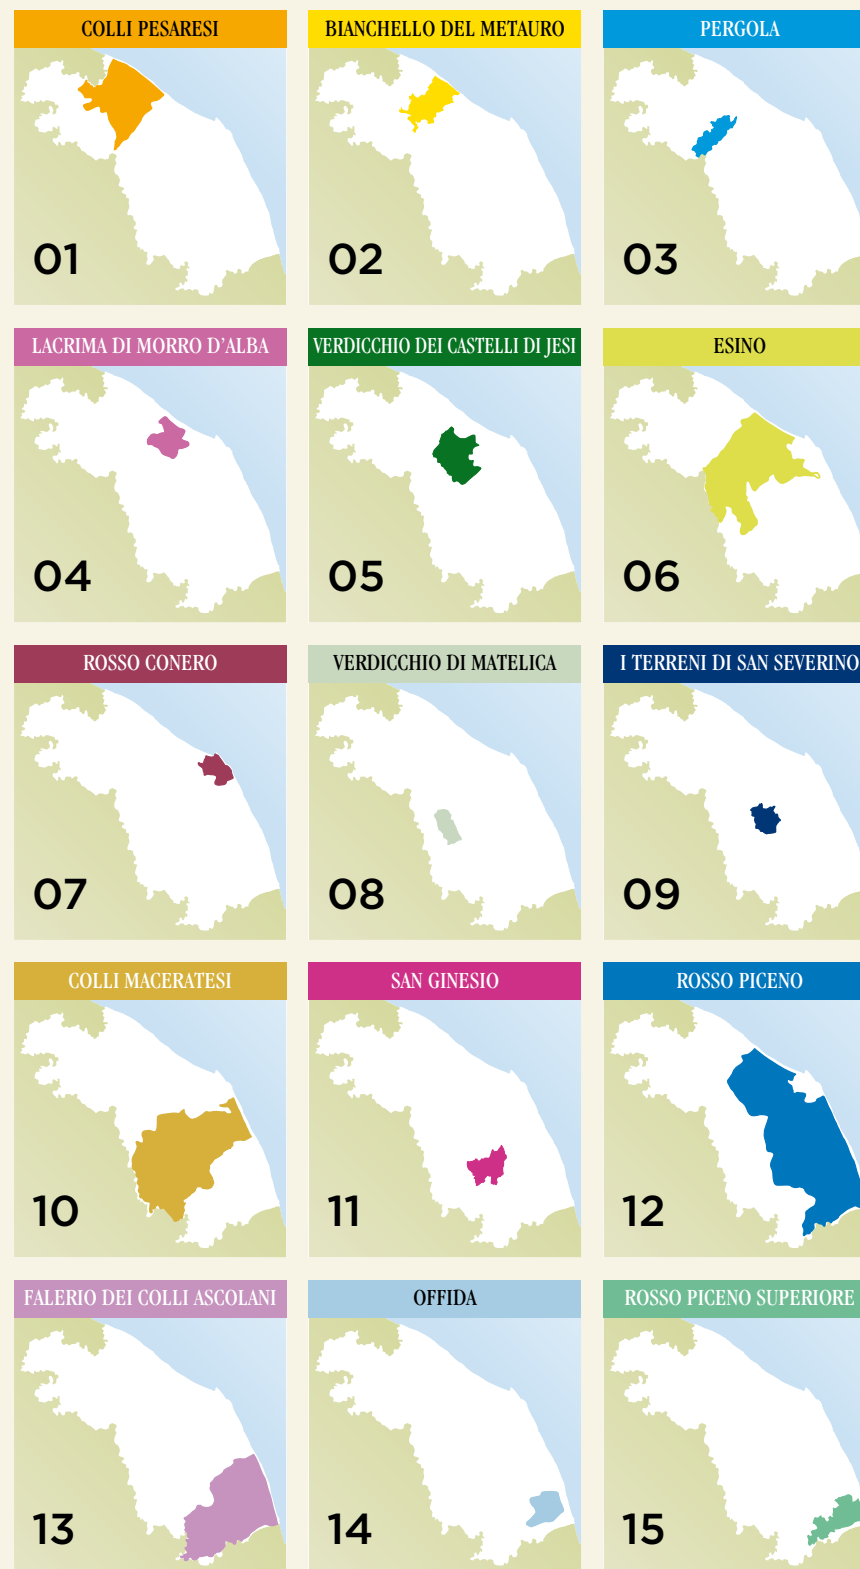 COLLI PESARESI
01
BIANCHELLO DEL METAURO
02
PERGOLA
03
LACRIMA DI MORRO D'ALBA
04
VERDICCHIO DEI CASTELLI DI JESI
05
ESINO
06
ROSSO CONERO
07
VERDICCHIO DI MATELICA
08
I TERRENI DI SAN SEVERINO
09
COLLI MACERATESI
10
SAN GINESIO
11
ROSSO PICENO
12
FALERIO DEI COLLI ASCOLANI
13
OFFIDA
14
ROSSO PICENO SUPERIORE
15